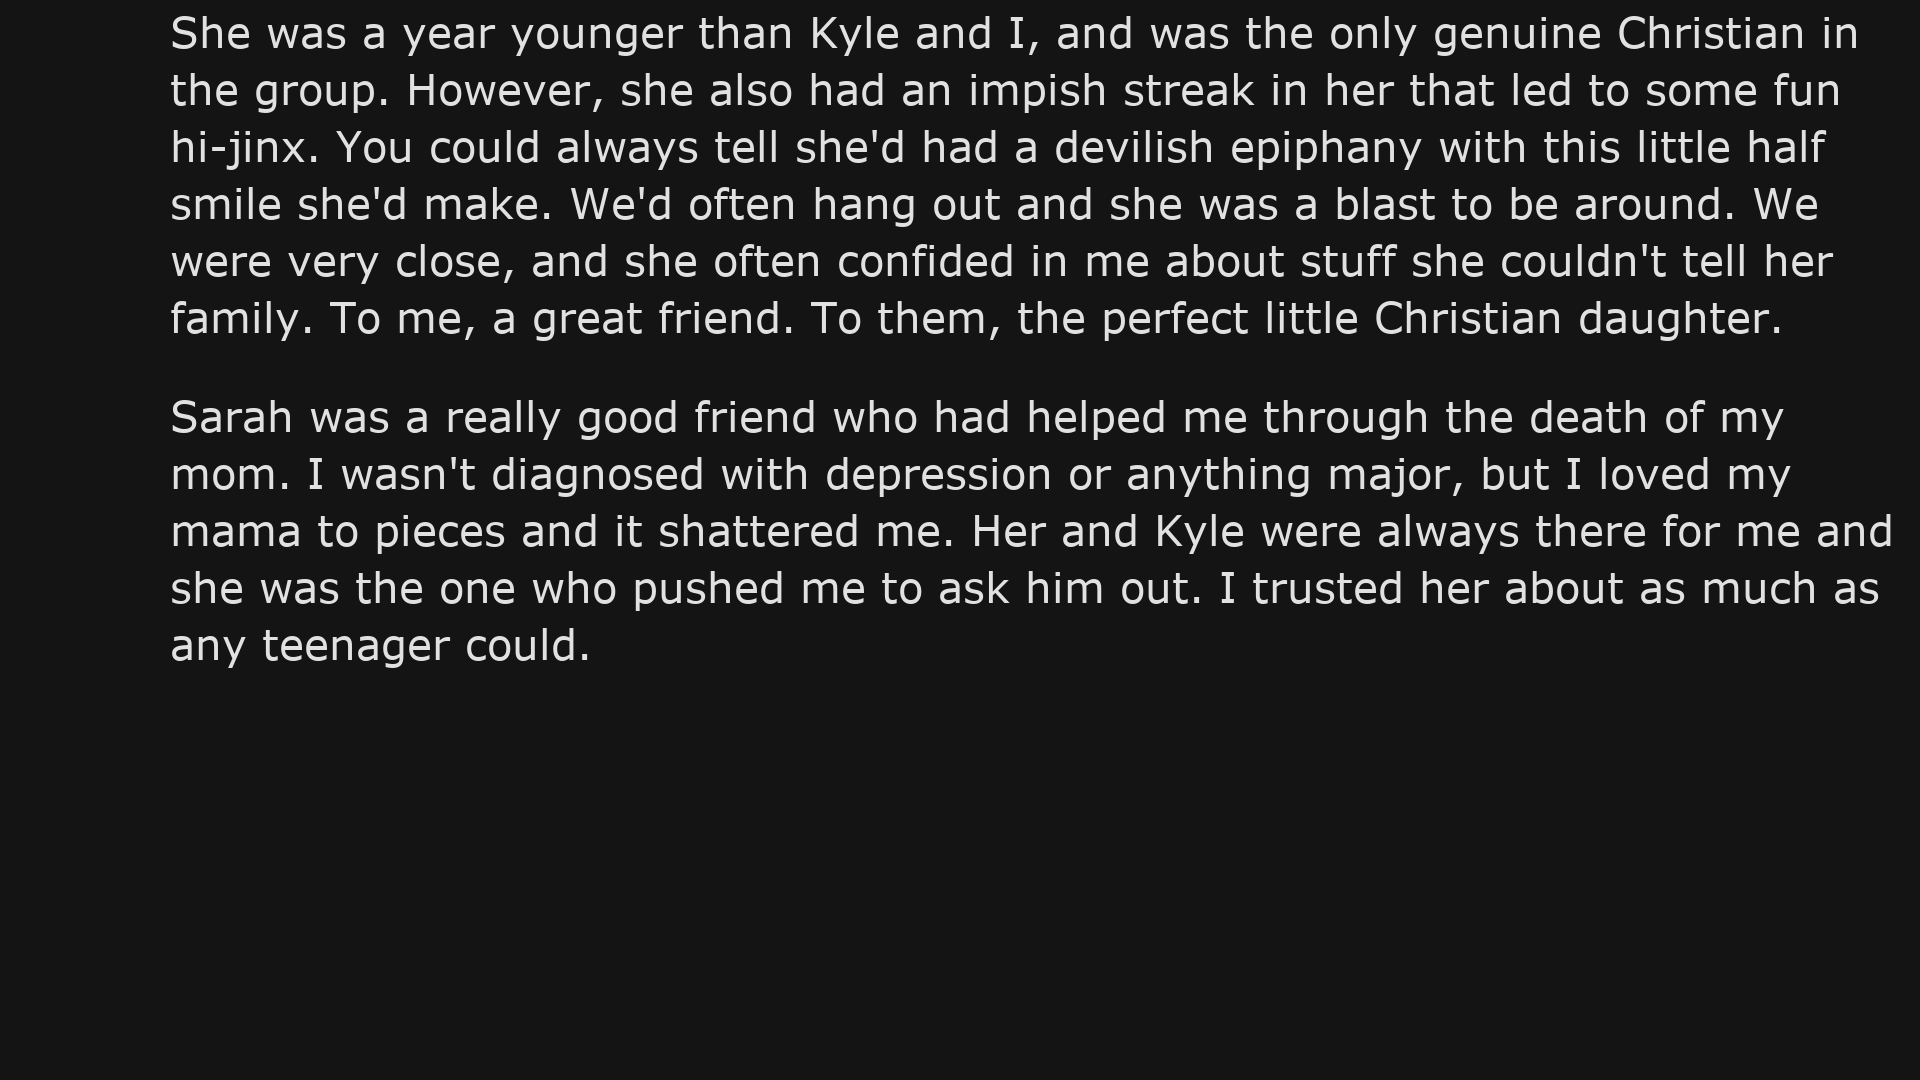 She was a year younger than Kyle and I, and was the only genuine Christian in
the group. However, she also had an impish streak in her that led to some fun
hi-jinx. You could always tell she'd had a devilish epiphany with this little half
smile she'd make. We'd often hang out and she was a blast to be around. We
were very close, and she often confided in me about stuff she couldn't tell her
family. To me, a great friend. To them, the perfect little Christian daughter.
Sarah was a really good friend who had helped me through the death of my
mom. I wasn't diagnosed with depression or anything major, but I loved my
mama to pieces and it shattered me. Her and Kyle were always there for me and
she was the one who pushed me to ask him out. I trusted her about as much as
any teenager could.